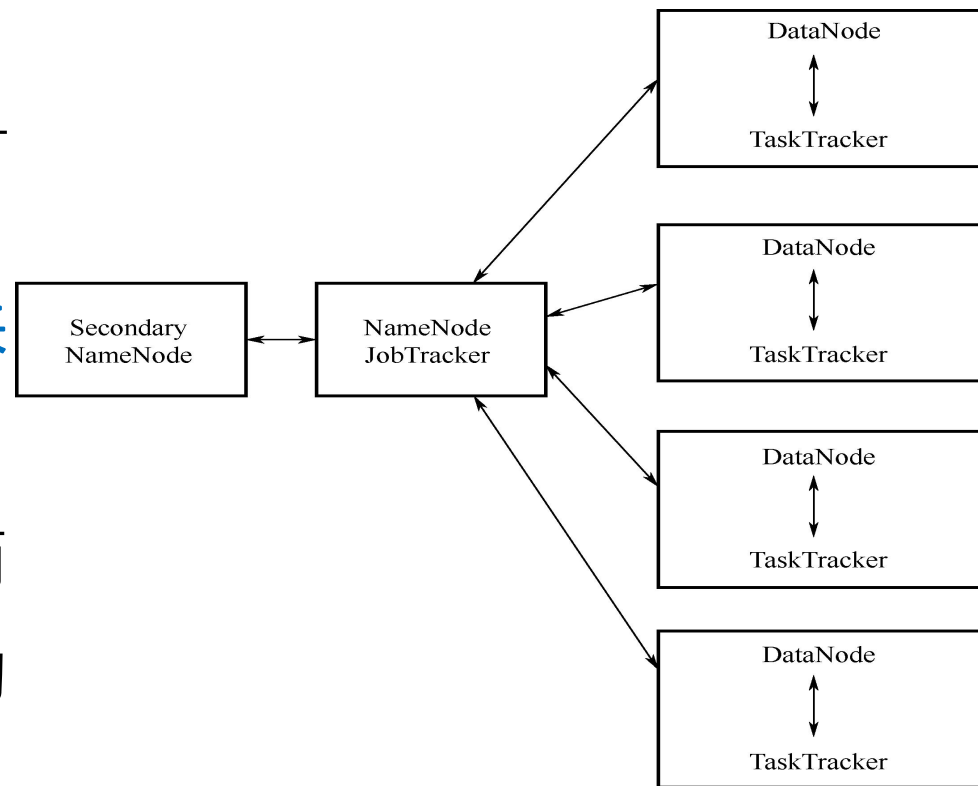 Secondary
NameNode
NameNode
JobTracker
DataNode
TaskTracker
DataNode
TaskTracker
DataNode
TaskTracker
DataNode
TaskTracker